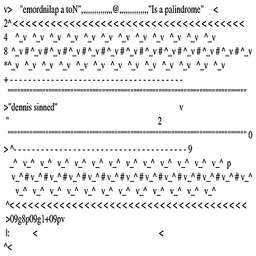 v>   "emordnilap a toN",,,,,,,,,,,,,,,,@,,,,,,,,,,,,,,,"Is a palindrome"   <
2^<<<<<<<<<<<<<<<<<<<<<<<<<<<<<<<<<<<<<<
4   ^_v   ^_v   ^_v   ^_v   ^_v   ^_v   ^_v   ^_v   ^_v   ^_v
8  ^_v#^_v#^_v#^_v#^_v#^_v#^_v#^_v#^_v#^_v#^_v#^_v
*^_v   ^_v   ^_v   ^_v   ^_v   ^_v   ^_v   ^_v   ^_v   ^_v
+------------------------------------
>"dennis sinned"   v
"   2
0
>^------------------------------------9
_^   v_^   v_^   v_^   v_^   v_^   v_^   v_^   v_^   v_^   v_^ p
v_^#v_^#v_^#v_^#v_^#v_^#v_^#v_^#v_^#v_^#v_^#v_^
v_^   v_^   v_^   v_^   v_^   v_^   v_^   v_^   v_^   v_^
^<<<<<<<<<<<<<<<<<<<<<<<<<<<<<<<<<<<<<<<
>09g8p09g1+09pv
|:   <   <
^<